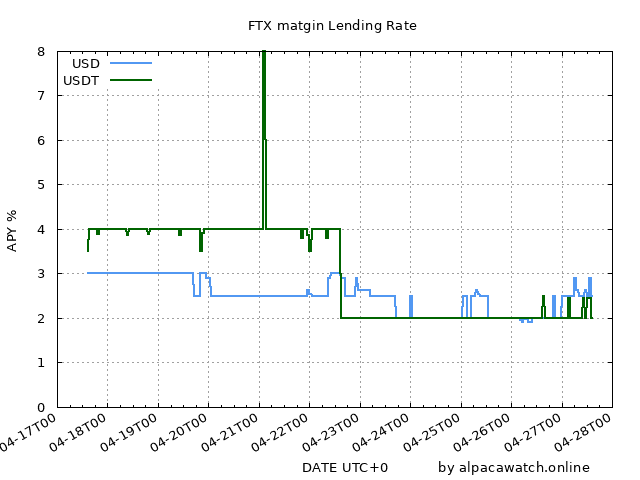 FTX matgin Lending Rate
USD
USDT
8
7
6
5
4
3
2
1
0
APY %
04-17T00
04-18T00
04-19T00
04-20T00
04-21T00
04-22T00
04-23T00
04-24T00
04-25T00
04-26T00
04-27T00
04-28T00
DATE UTC+0
by alpacawatch.online